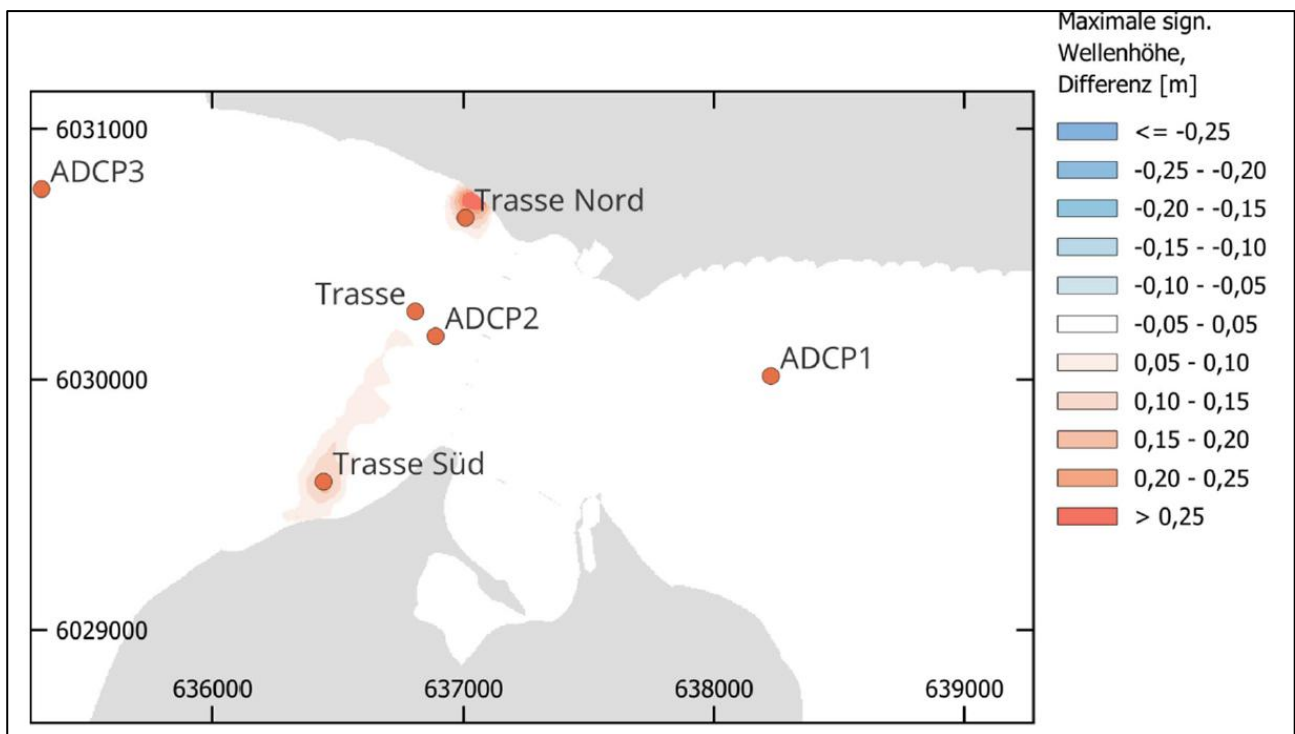 Maximale sign.
Wellenhöhe,
Differenz [m]
<= -0,25
-0,25 - -0,20
-0,20 - -0,15
-0,15 - -0,10
-0,10 - -0,05
-0,05 - 0,05
0,05 - 0,10
0,10 - 0,15
0,15 - 0,20
0,20 - 0,25
> 0,25
6031000
ADCP3
Trasse Nord
Trasse
ADCP2
ADCP1
6030000
Trasse Süd
6029000
636000 637000 638000 639000